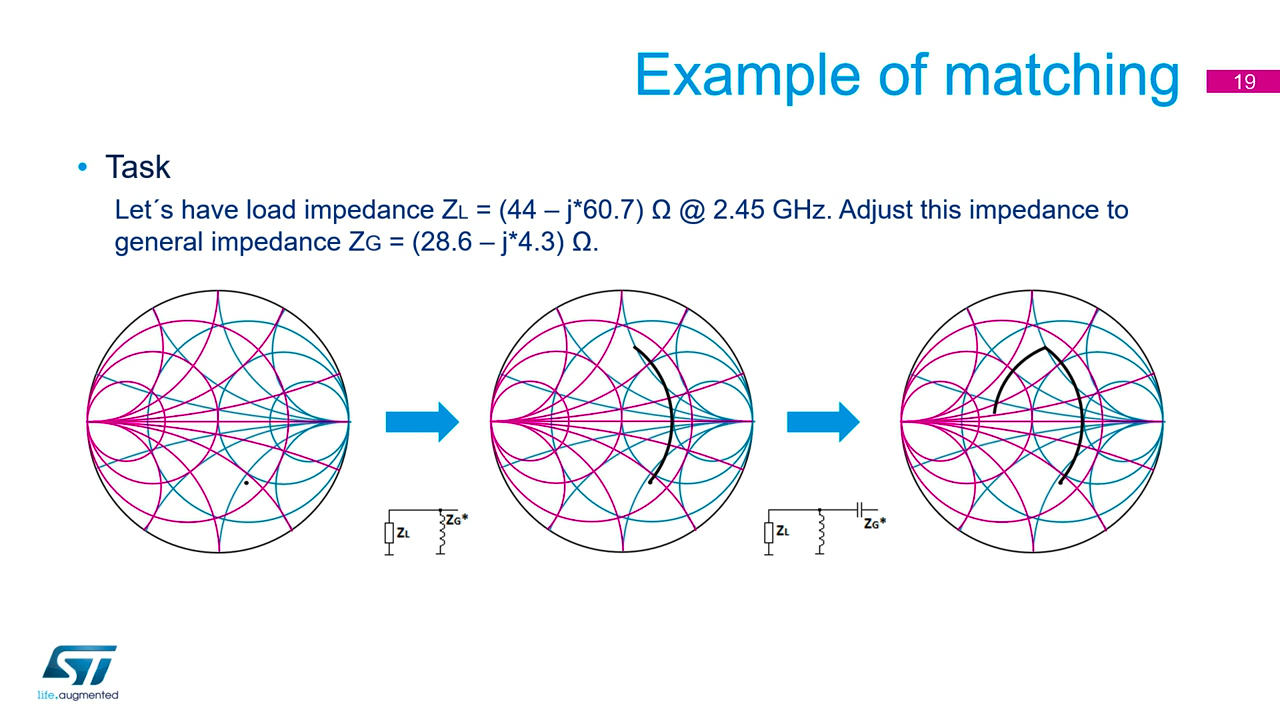 Example of matching
19
• Task
Let´s have load impedance ZL = (44 – j*60.7) Ω @ 2.45 GHz. Adjust this impedance to
general impedance ZG = (28.6 – j*4.3) Ω.
ZL
ZG*
ZL
ZG*
ST
life.augmented